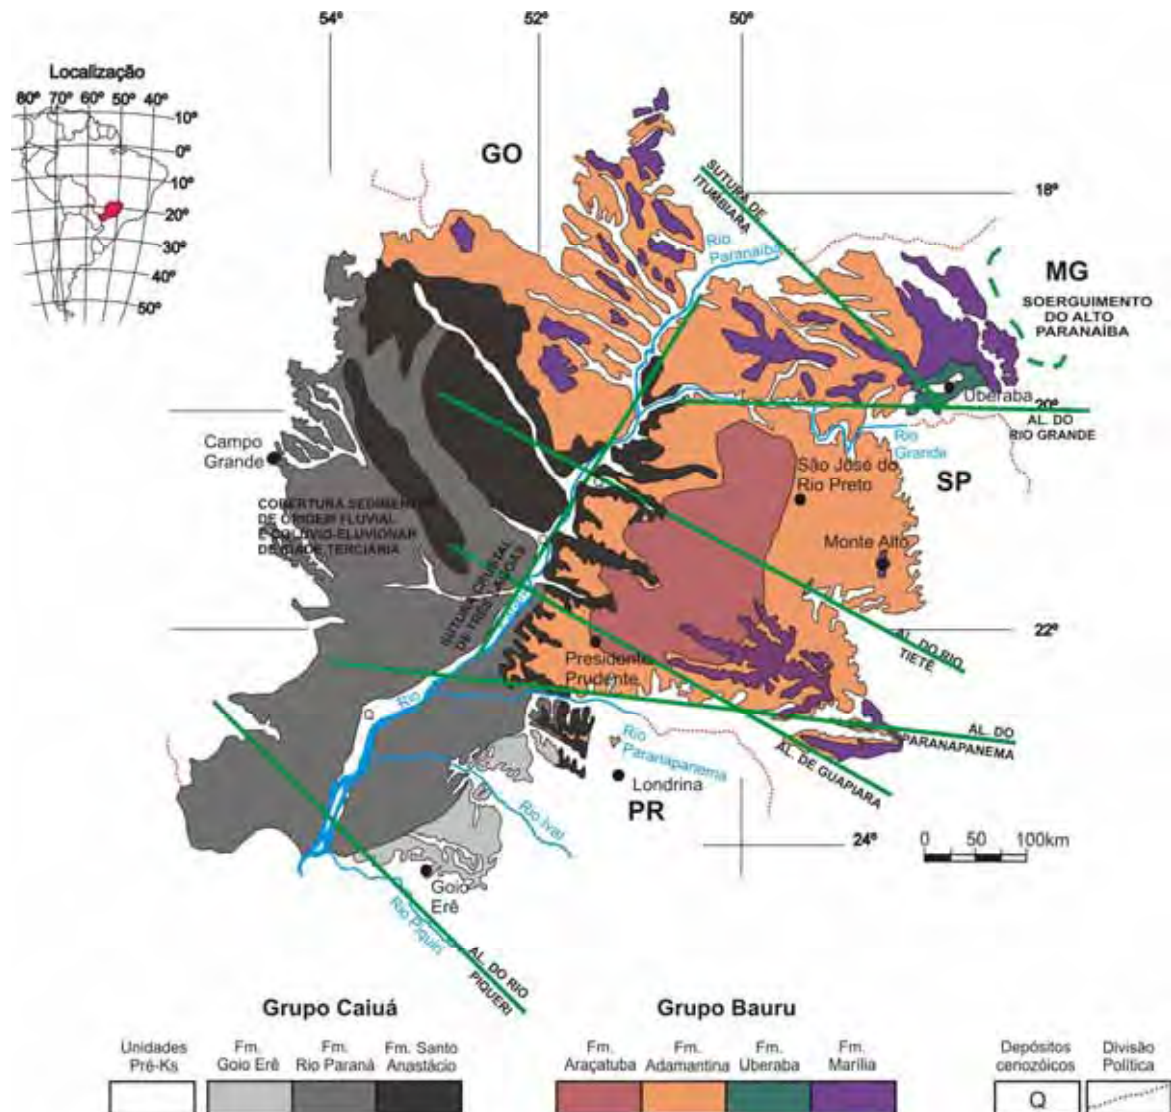 54º
52º
50º
Localização
80º 70º 60º 50º 40º
10º
0º
10º
20º
30º
40º
50º
GO
SUTURA DE
ITUMBIARA
18º
Rio
Paranaíba
MG
SOERGUIMENTO
DO ALTO
PARANAÍBA
Uberaba
20º
AL. DO
RIO GRANDE
Campo
Grande
Rio
Grande
São José do
Rio Preto
SP
COBERTURA SEDIMENTAR
DE ORIGEM FLUVIAL
E COLÚVIO-ELUVIONAR
DE IDADE TERCIÁRIA
Monte Alto
SUTURA CRUSTAL
DE TRÊS LAGOAS
22º
AL. DO RIO
TIETÊ
Presidente
Prudente
Rio
AL. DO
PARANAPANEMA
Rio
Paranapanema
AL. DE GUAPIARA
Londrina
PR
Rio Ivaí
24º
0 50 100km
Goio
Erê
Rio Piquiri
AL. DO RIO
PIQUERI
Grupo Caiuá
Grupo Bauru
Unidades
Pré-Ks
Fm.
Goio Erê
Fm.
Rio Paraná
Fm. Santo
Anastácio
Fm.
Araçatuba
Fm.
Adamantina
Fm.
Uberaba
Fm.
Marília
Depósitos
cenozóicos
Divisão
Política
Q